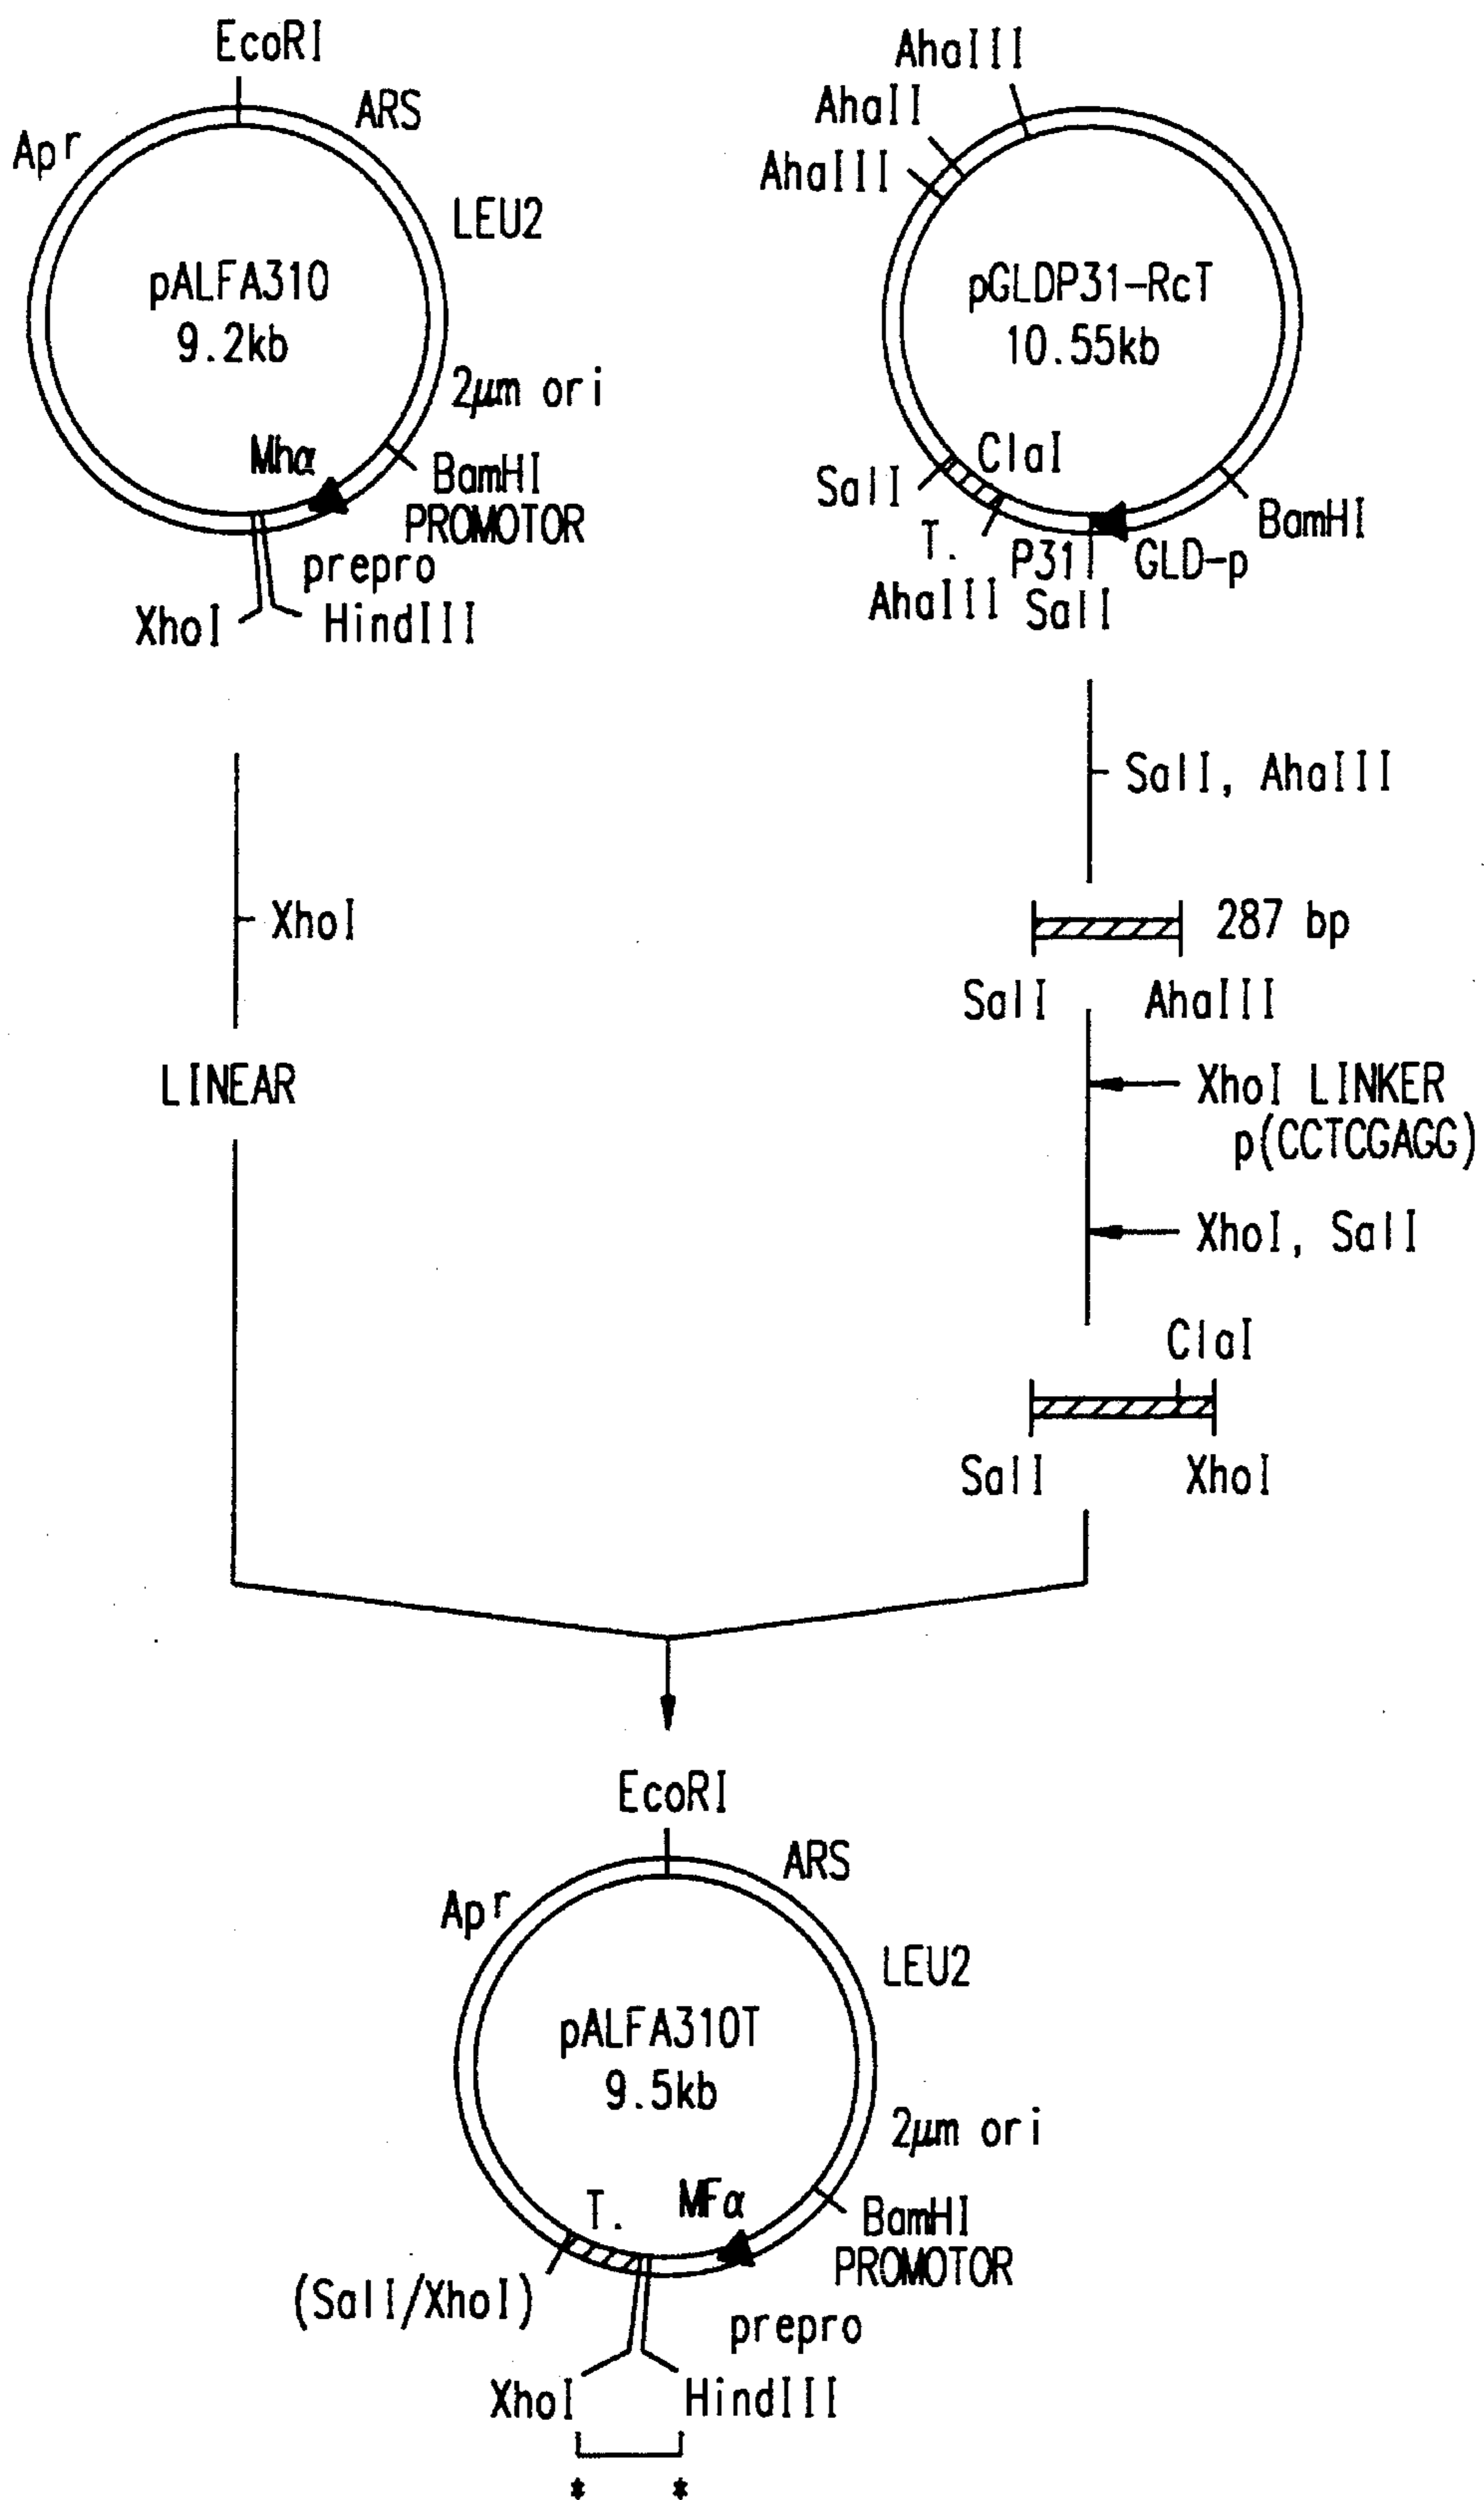 EcoRI
Apr
ARS
LEU2
pALFA310
9.2kb
2μm ori
Mhα
BamHI
PROMOTOR
prepro
XhoI
HindIII
AhaIII
AhaII
AhaIII
pGLDP31-RcT
10.55kb
ClaI
SalI
T.
AhaIII
P31
SalI
GLD-p
BamHI
XhoI
LINEAR
SalI, AhaIII
287 bp
SalI
AhaIII
XhoI LINKER
p(CCTCGAGG)
XhoI, SalI
ClaI
SalI
XhoI
EcoRI
Apr
ARS
LEU2
pALFA310T
9.5kb
2μm ori
T.
MFα
BamHI
PROMOTOR
(SalI/XhoI)
prepro
XhoI
HindIII
* *